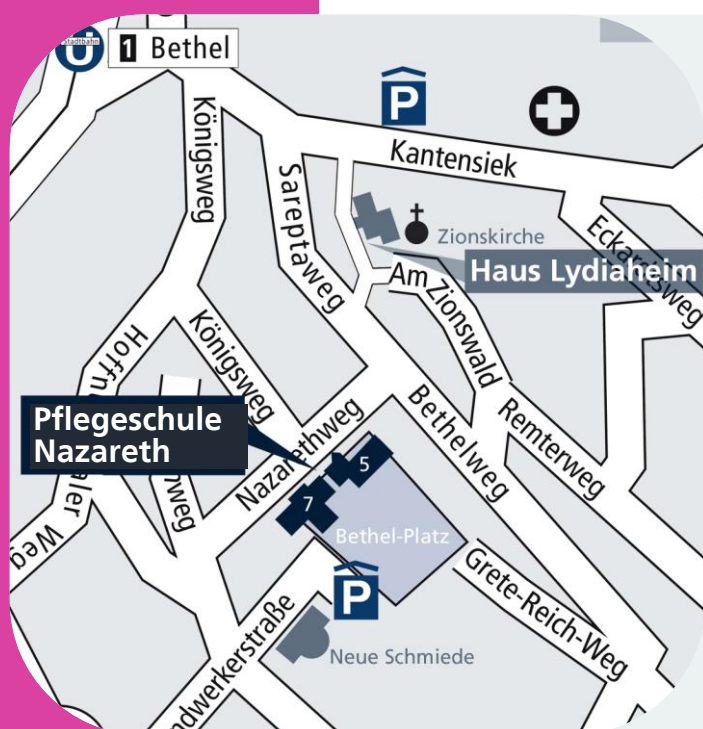 Stadtbahn
1 Bethel
P
Königsweg
Kantensiek
Sareptaweg
Zionskirche
Eckardtsweg
Haus Lydiaheim
Am Zionswald
Königsweg
Pflegeschule
Nazareth
Nazarethweg
Bethelweg
Remterweg
5
7
Bethel-Platz
P
Grete-Reich-Weg
Neue Schmiede